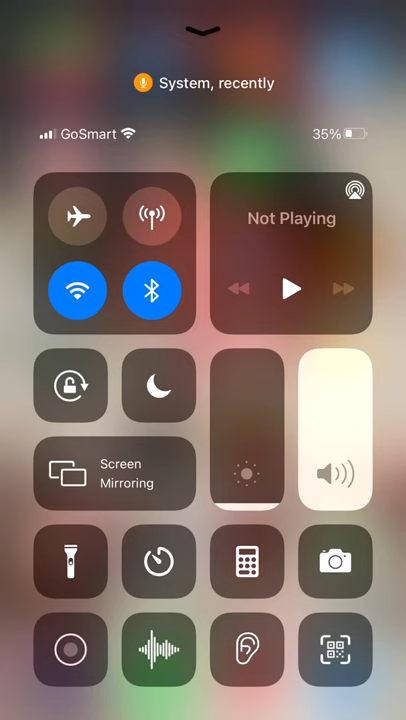 System, recently
GoSmart
35%
Not Playing
Screen
Mirroring